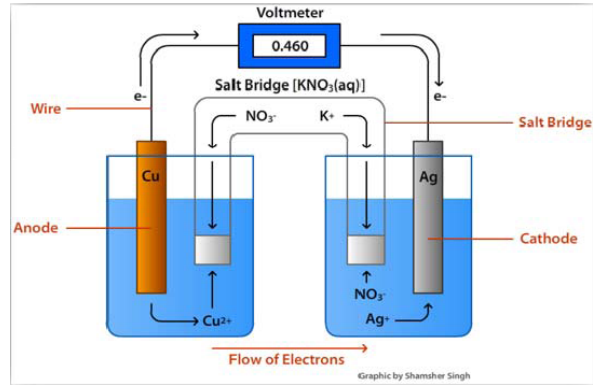 Voltmeter
0.460
e-
e-
Salt Bridge [KNO₃(aq)]
Wire
NO₃-
K+
Salt Bridge
Cu
Ag
Anode
Cathode
NO₃-
Cu²⁺
Ag+
Flow of Electrons
Graphic by Shamsher Singh